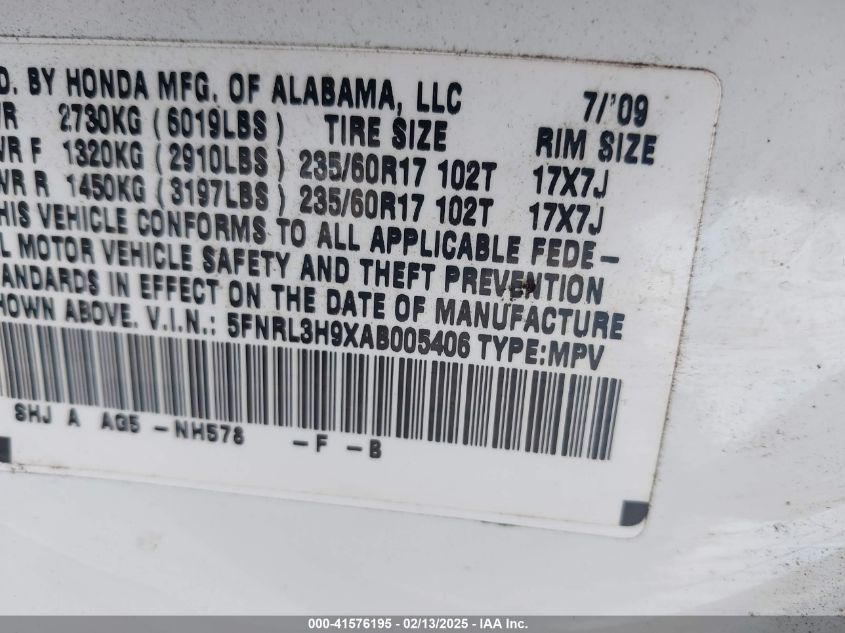 D. BY HONDA MFG. OF ALABAMA, LLC 7/'09
WR 2730KG (6019LBS) TIRE SIZE RIM SIZE
WR F 1320KG (2910LBS) 235/60R17 102T 17X7J
WR R 1450KG (3197LBS) 235/60R17 102T 17X7J
HIS VEHICLE CONFORMS TO ALL APPLICABLE FEDE-
L MOTOR VEHICLE SAFETY AND THEFT PREVENTION
ANDARDS IN EFFECT ON THE DATE OF MANUFACTURE
HOWN ABOVE. V.I.N.: 5FNRL3H9XAB005406 TYPE:MPV
SHJ A AG5 -NH578 -F -B
000-41576195 - 02/13/2025 - IAA Inc.